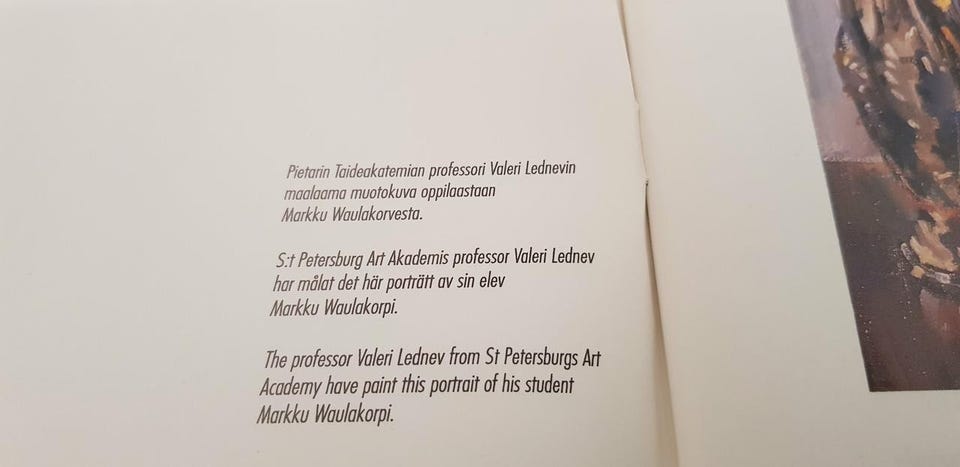 Pietarin Taideakatemian professori Valeri Lednevin
maalaama muotokuva oppilaastaan
Markku Waulakorvesta.
S:t Petersburg Art Akademis professor Valeri Lednev
har målat det här porträtt av sin elev
Markku Waulakorpi.
The professor Valeri Lednev from St Petersburgs Art
Academy have paint this portrait of his student
Markku Waulakorpi.